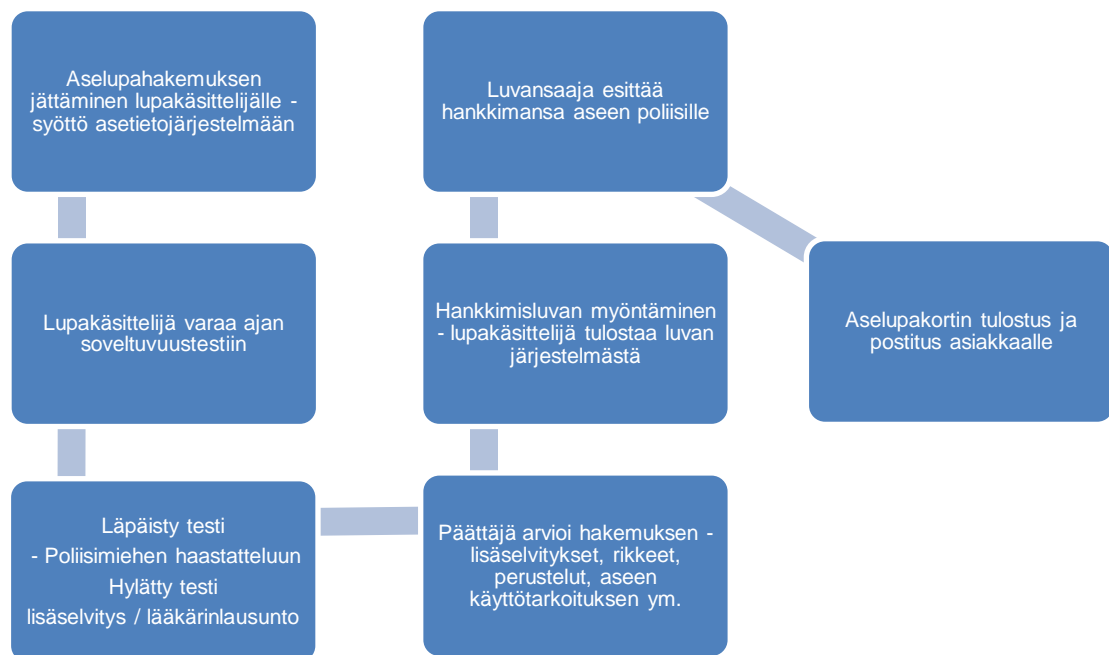 Aselupahakemuksen
jättäminen lupakäsittelijälle -
syöttö asetietojärjestelmään
Lupakäsittelijä varaa ajan
soveltuvuustestiin
Läpäisty testi
- Poliisimiehen haastatteluun
Hylätty testi
lisäselvitys / lääkärinlausunto
Päättäjä arvioi hakemuksen -
lisäselvitykset, rikkeet,
perustelut, aseen
käyttötarkoituksen ym.
Hankkimisluvan myöntäminen
- lupakäsittelijä tulostaa luvan
järjestelmästä
Luvansaaja esittää
hankkimansa aseen poliisille
Aselupakortin tulostus ja
postitus asiakkaalle